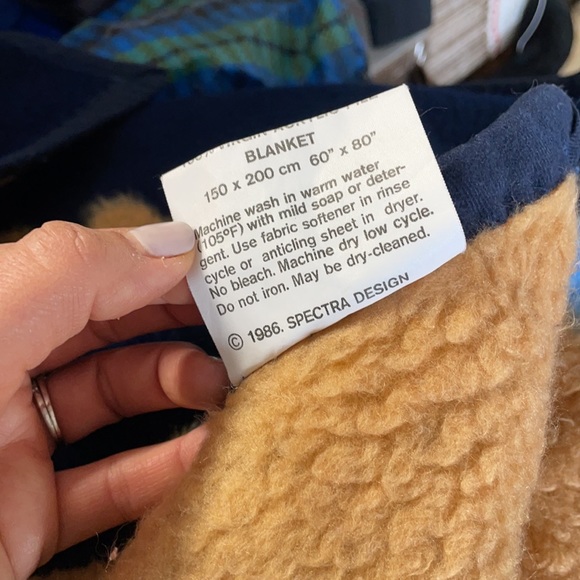 BLANKET
150 x 200 cm 60" x 80"
Machine wash in warm water
(105ºF) with mild soap or deter-
gent. Use fabric softener in rinse
cycle or anticling sheet in dryer.
No bleach. Machine dry low cycle.
Do not iron. May be dry-cleaned.
© 1986. SPECTRA DESIGN